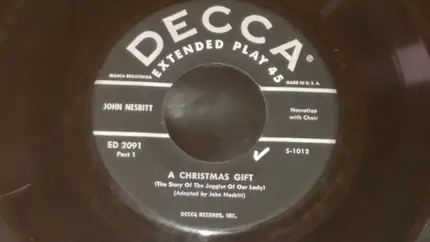 DECCA®
EXTENDED PLAY 45
MARCA REGISTRADA
MADE IN U. S. A.
JOHN NESBITT
Narration
with Choir
ED 2091
Part 1
S-1012
A CHRISTMAS GIFT
(The Story Of The Juggler Of Our Lady)
(Adapted by John Nesbitt)
DECCA RECORDS, INC.